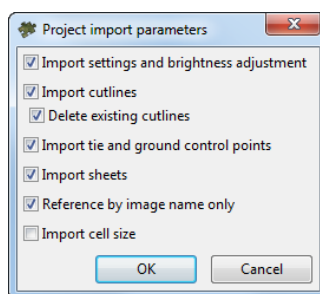 Project import parameters
Import settings and brightness adjustment
Import cutlines
Delete existing cutlines
Import tie and ground control points
Import sheets
Reference by image name only
Import cell size
OK Cancel